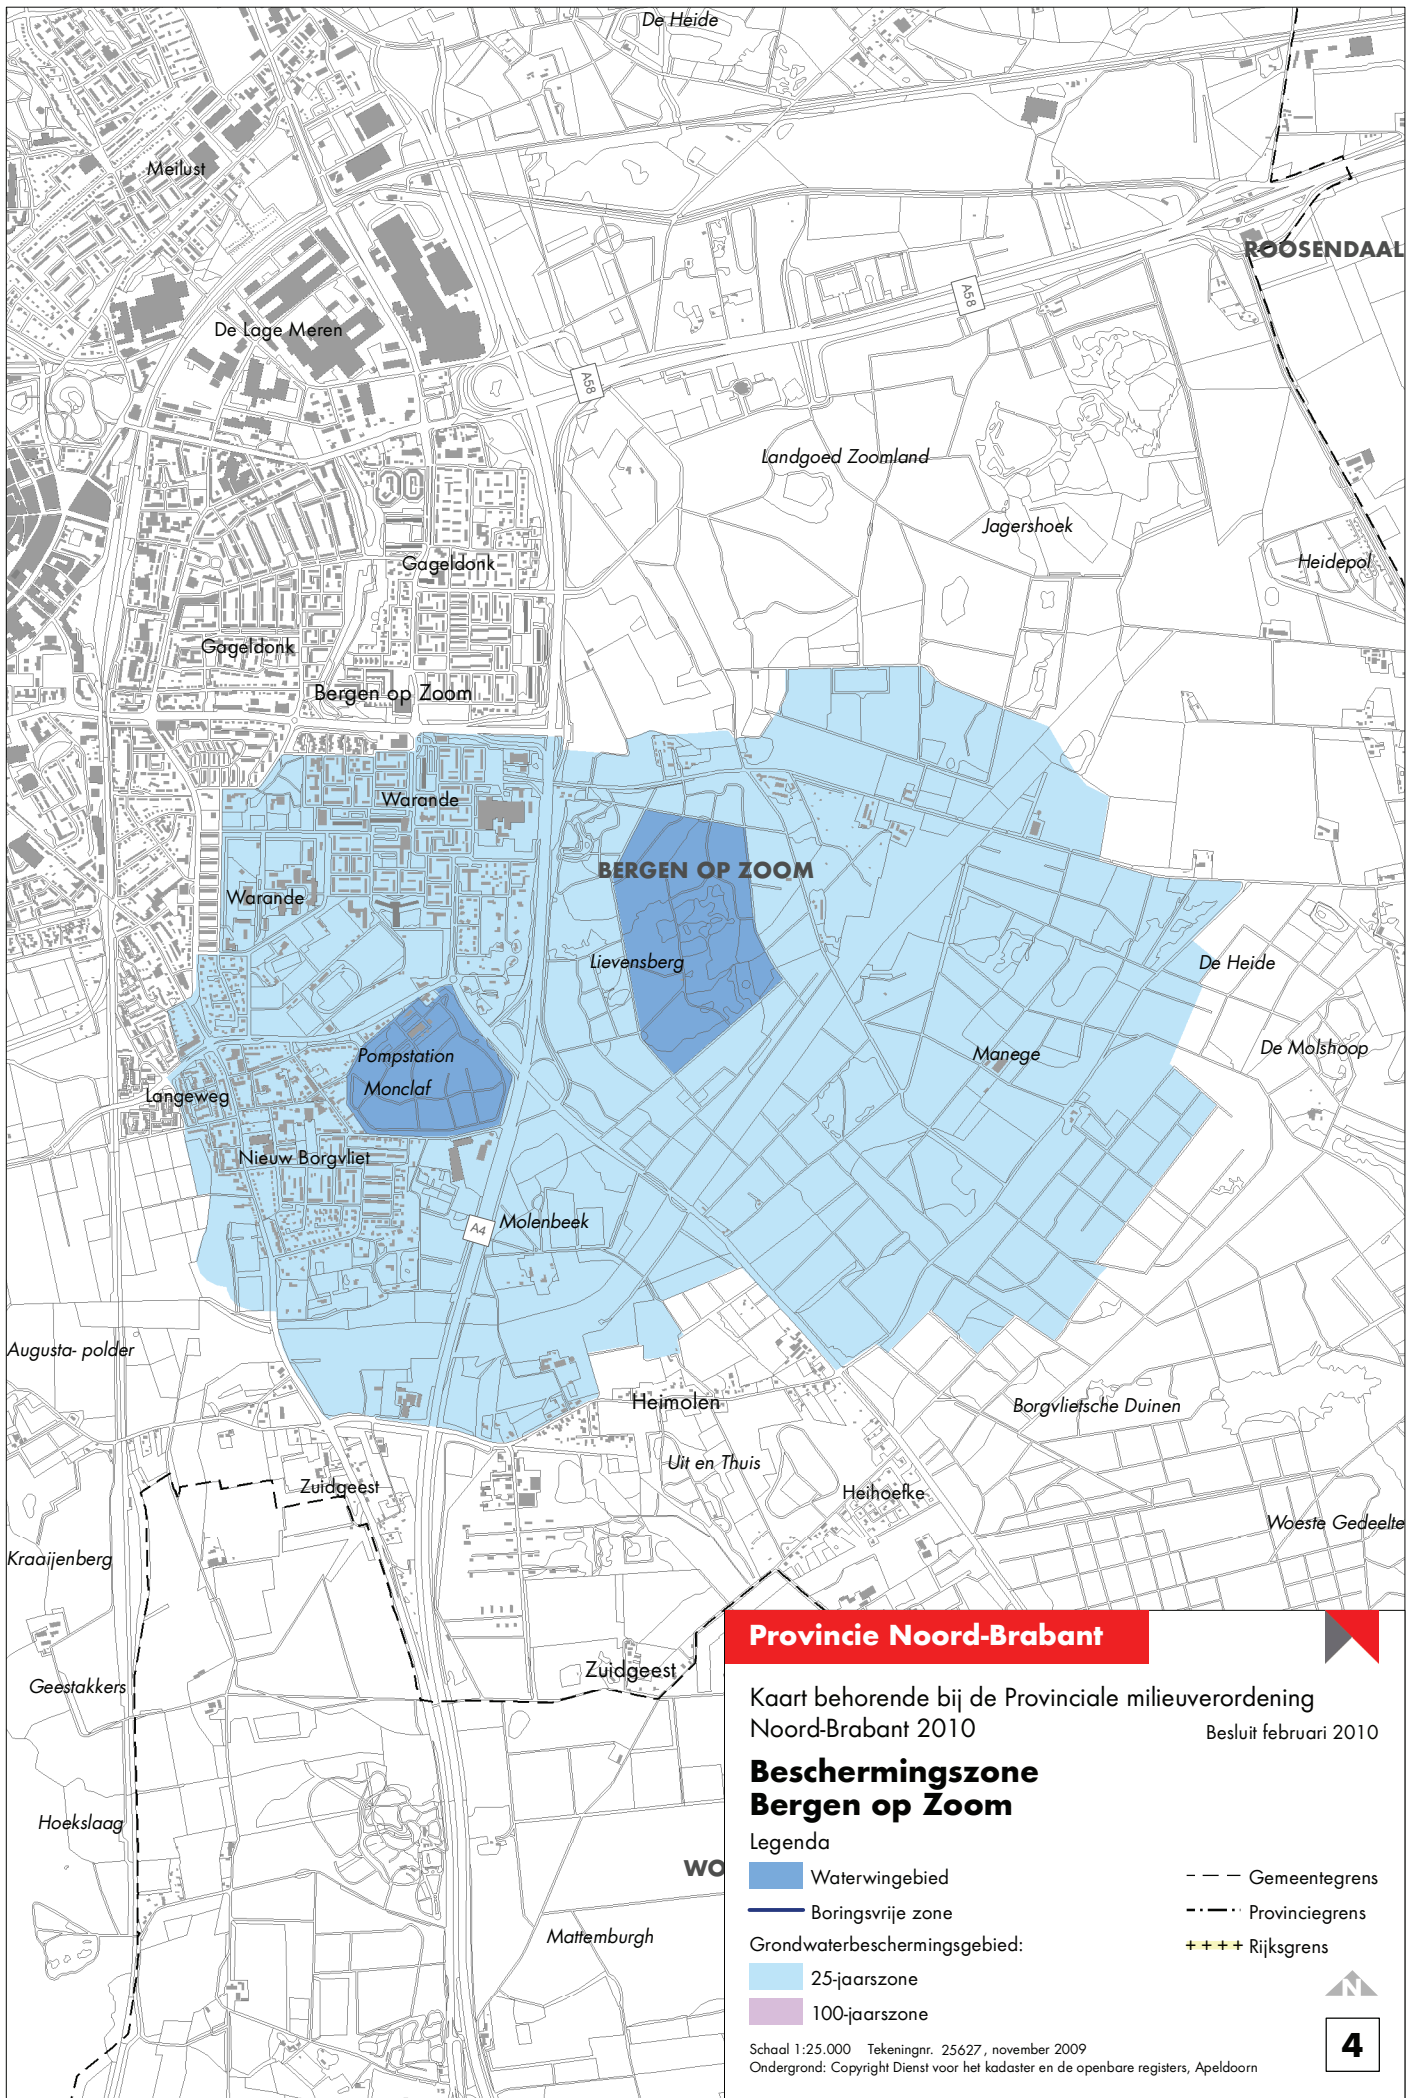 De Heide
Meilust
ROOSENDAAL
A58
De Lage Meren
A58
Landgoed Zoomland
Jagershoek
Gageldonk
Heidepol
Gageldonk
Bergen op Zoom
Warande
BERGEN OP ZOOM
Warande
Lievensberg
De Heide
Pompstation
Monclaf
Manege
De Molshoop
Langeweg
Nieuw Borgvliet
A4
Molenbeek
Augusta- polder
Heimolen
Borgvlietsche Duinen
Uit en Thuis
Zuidgeest
Heihoefke
Woeste Gedeelte
Kraaijenberg
Zuidgeest
Geestakkers
Hoekslaag
WO
Mattemburgh
Provincie Noord-Brabant
Kaart behorende bij de Provinciale milieuverordening
Noord-Brabant 2010
Besluit februari 2010
Beschermingszone
Bergen op Zoom
Legenda
Waterwingebied
Gemeentegrens
Boringsvrije zone
Provinciegrens
Grondwaterbeschermingsgebied:
Rijksgrens
25-jaarszone
N
100-jaarszone
Schaal 1:25.000 Tekeningnr. 25627, november 2009
Ondergrond: Copyright Dienst voor het kadaster en de openbare registers, Apeldoorn
4